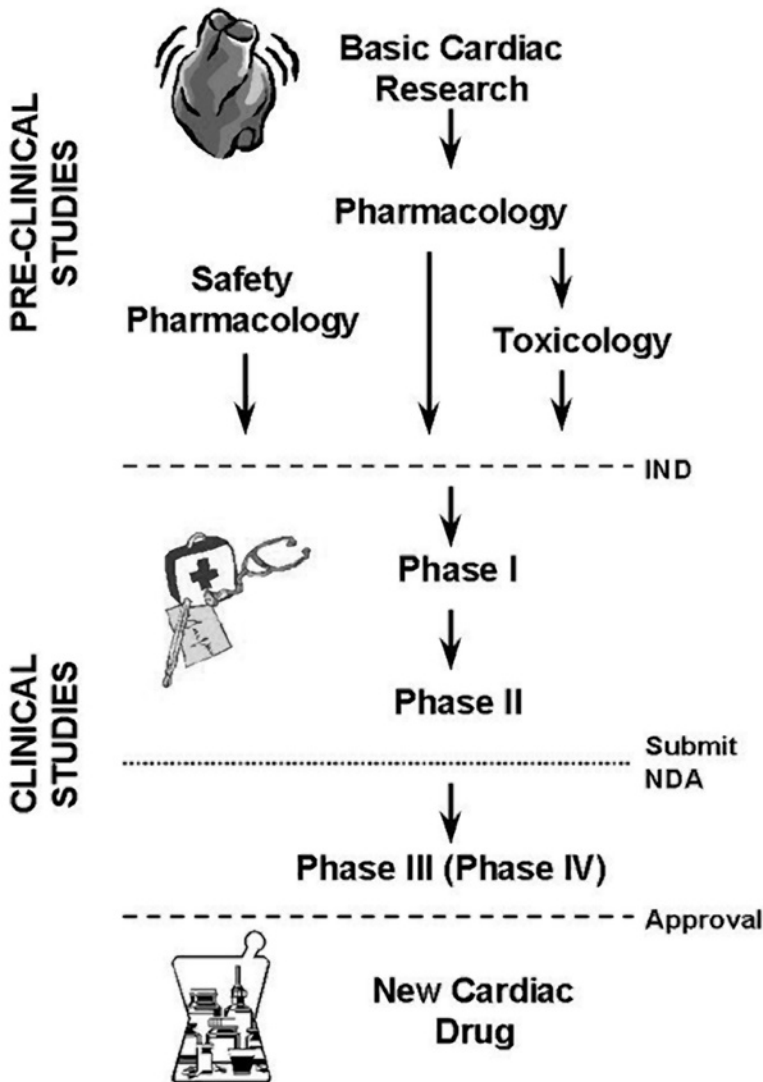 PRE-CLINICAL
STUDIES
Basic Cardiac
Research
Pharmacology
Safety
Pharmacology
Toxicology
IND
CLINICAL
STUDIES
Phase I
Phase II
Submit
NDA
Phase III (Phase IV)
Approval
New Cardiac
Drug